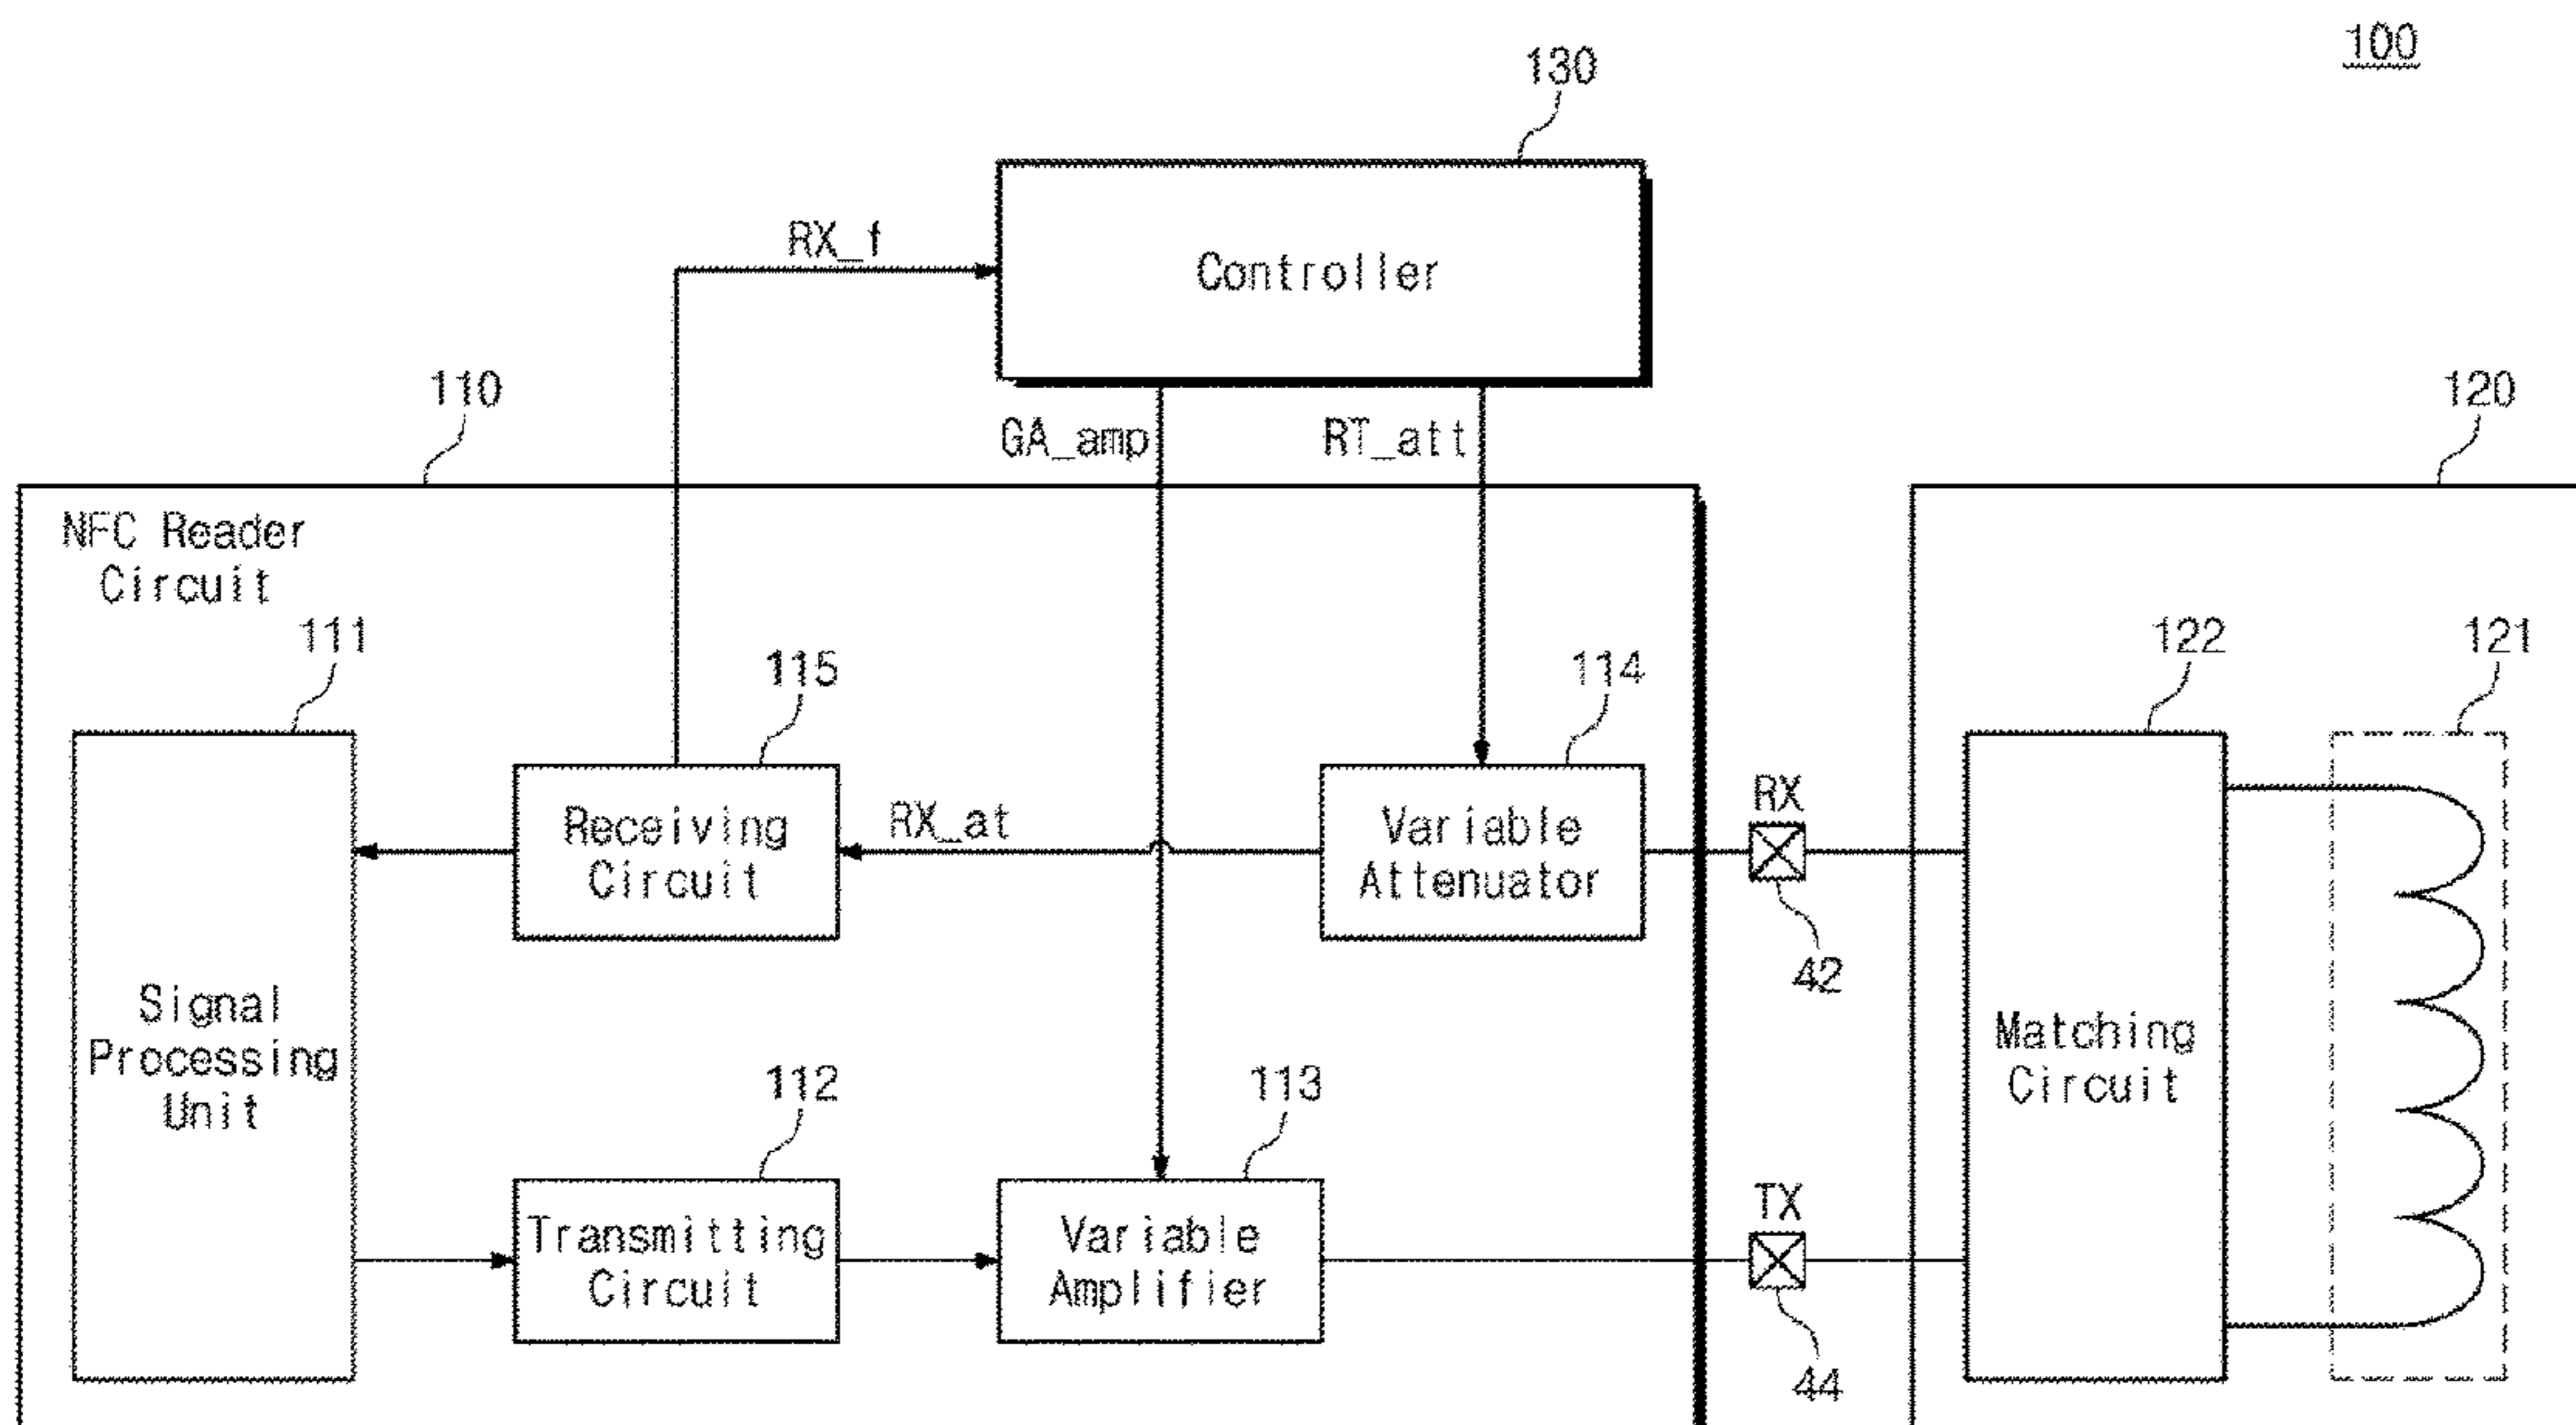 100
130
RX_f
Controller
110
GA_amp
RT_att
120
NFC Reader
Circuit
111
115
114
122
121
Receiving
Circuit
RX_at
Variable
Attenuator
RX
42
Signal
Processing
Unit
Matching
Circuit
112
113
Transmitting
Circuit
Variable
Amplifier
TX
44